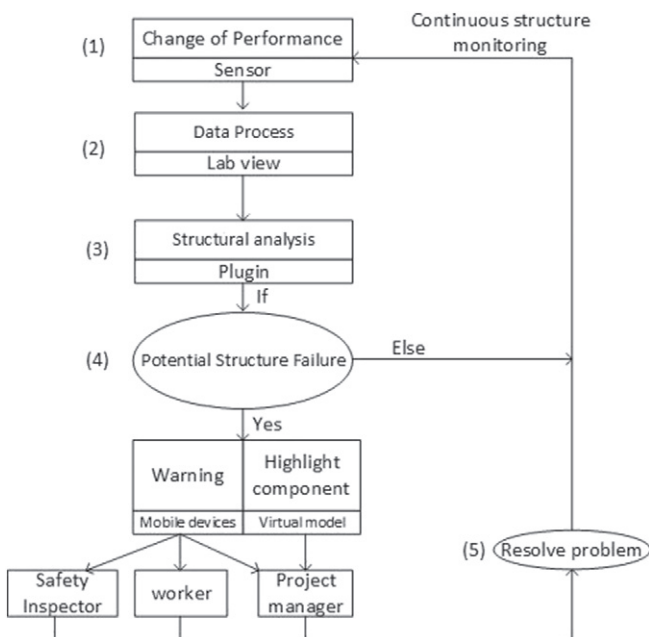 Continuous structure
monitoring
(1)
Change of Performance
Sensor
(2)
Data Process
Lab view
(3)
Structural analysis
Plugin
If
(4)
Potential Structure Failure
Else
Yes
Warning
Highlight
component
Mobile devices
Virtual model
(5)
Resolve problem
Safety
Inspector
worker
Project
manager